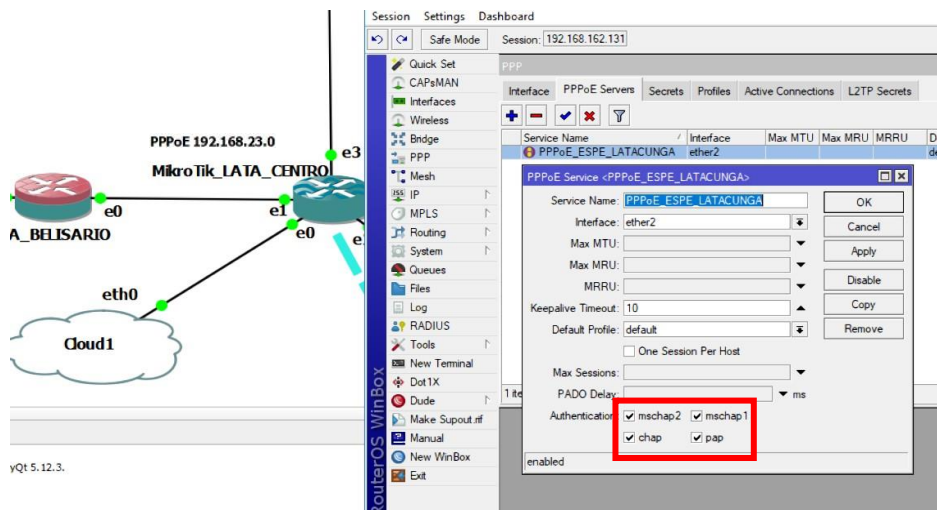 Session Settings Dashboard
Safe Mode Session: 192.168.162.131
PPPoE 192.168.23.0
MikroTik_LATA_CENTRO
e3
e1
e0
e0
A_BELISARIO
eth0
Cloud1
yQt 5.12.3.
Quick Set
CAPsMAN
Interfaces
Wireless
Bridge
PPP
Mesh
IP
MPLS
Routing
System
Queues
Files
Log
RADIUS
Tools
New Terminal
Dot1X
Dude
Make Supout.rif
Manual
New WinBox
Exit
RouterOS WinBox
PPP
Interface PPPoE Servers Secrets Profiles Active Connections L2TP Secrets
Service Name Interface Max MTU Max MRU MRRU D
PPPoE_ESPE_LATACUNGA ether2 de
PPPoE Service <PPPoE_ESPE_LATACUNGA>
Service Name: PPPoE_ESPE_LATACUNGA OK
Interface: ether2 Cancel
Max MTU: Apply
Max MRU:
MRRU: Disable
Keepalive Timeout: 10 Copy
Default Profile: default Remove
One Session Per Host
Max Sessions:
1 ite PADO Delay: ms
Authentication: mschap2 mschap1
chap pap
enabled